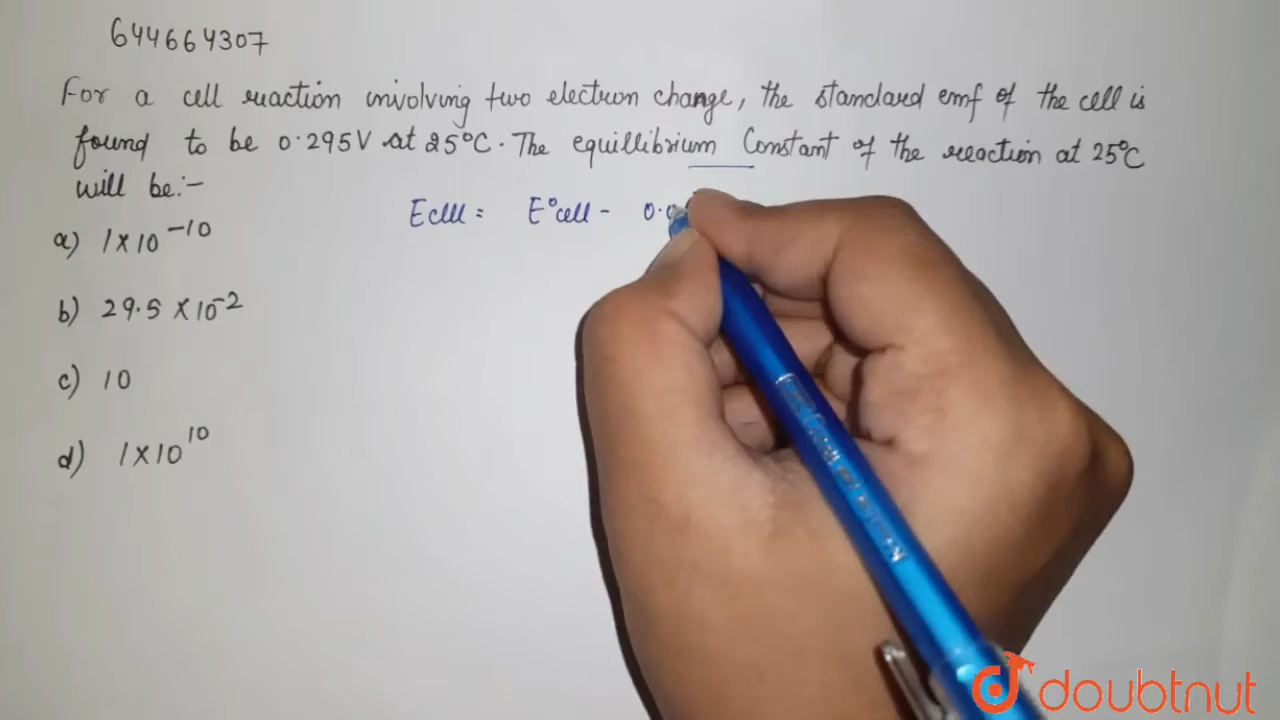 644664307
For a cell reaction involving two electron change, the standard emf of the cell is
found to be 0.295V at 25°C. The equillibrium Constant of the reaction at 25°C
will be:-
Ecell = E°cell - 0.0
a) 1×10^-10
b) 29.5 ×10^-2
c) 10
d) 1×10^10
doubtnut